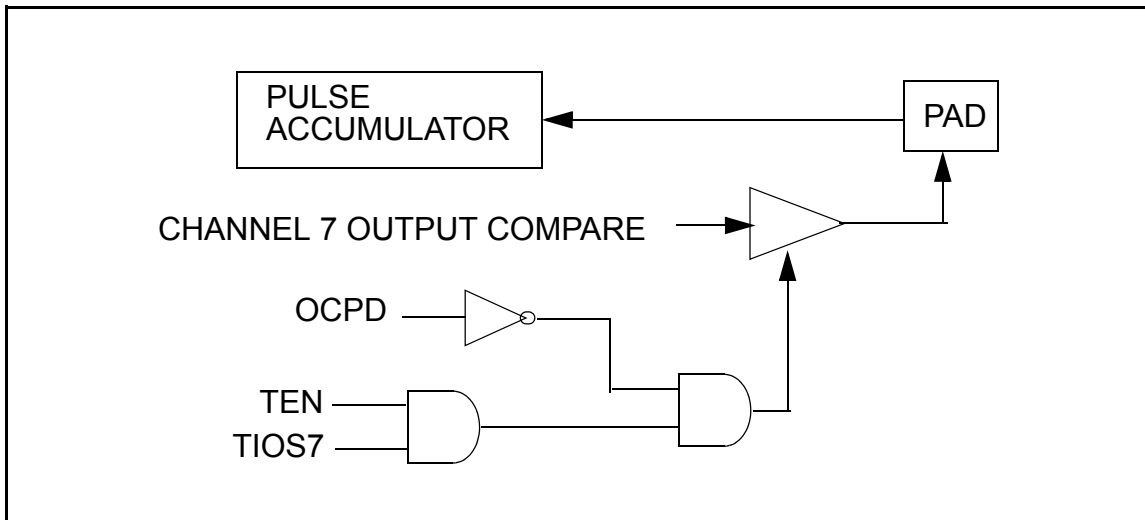 PULSE
ACCUMULATOR
PAD
CHANNEL 7 OUTPUT COMPARE
OCPD
TEN
TIOS7